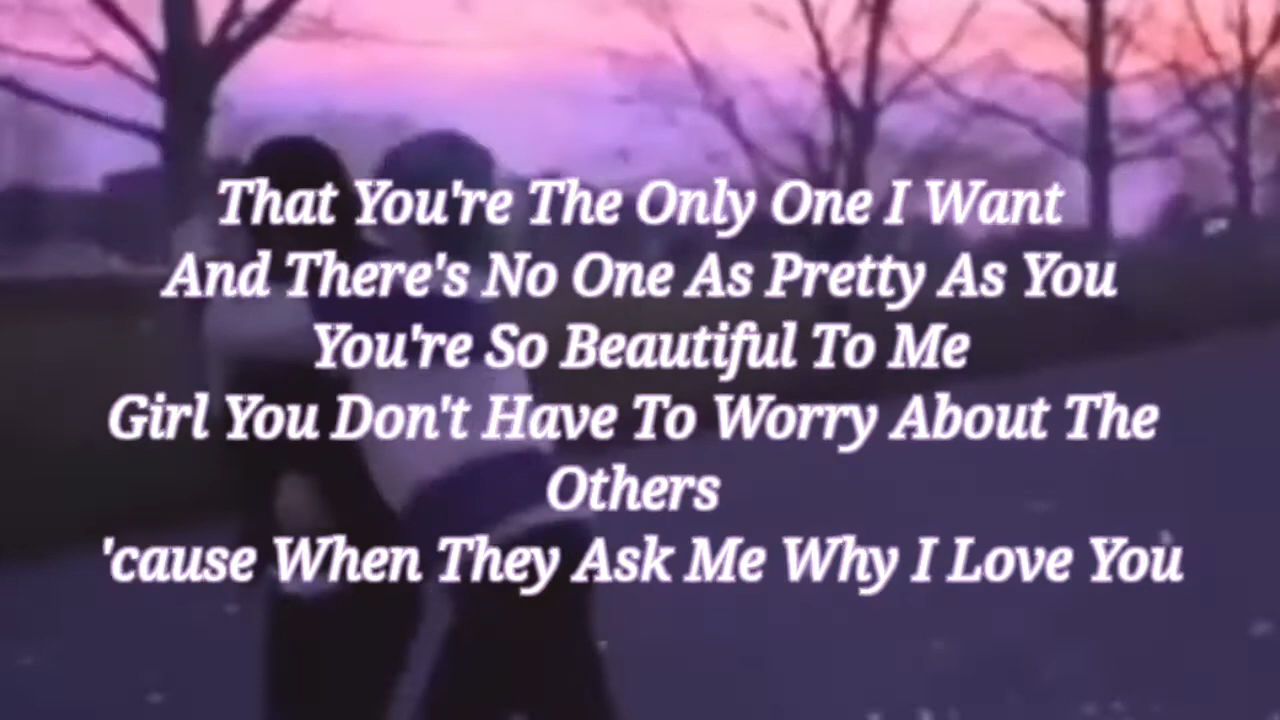 That You're The Only One I Want
And There's No One As Pretty As You
You're So Beautiful To Me
Girl You Don't Have To Worry About The
Others
'cause When They Ask Me Why I Love You